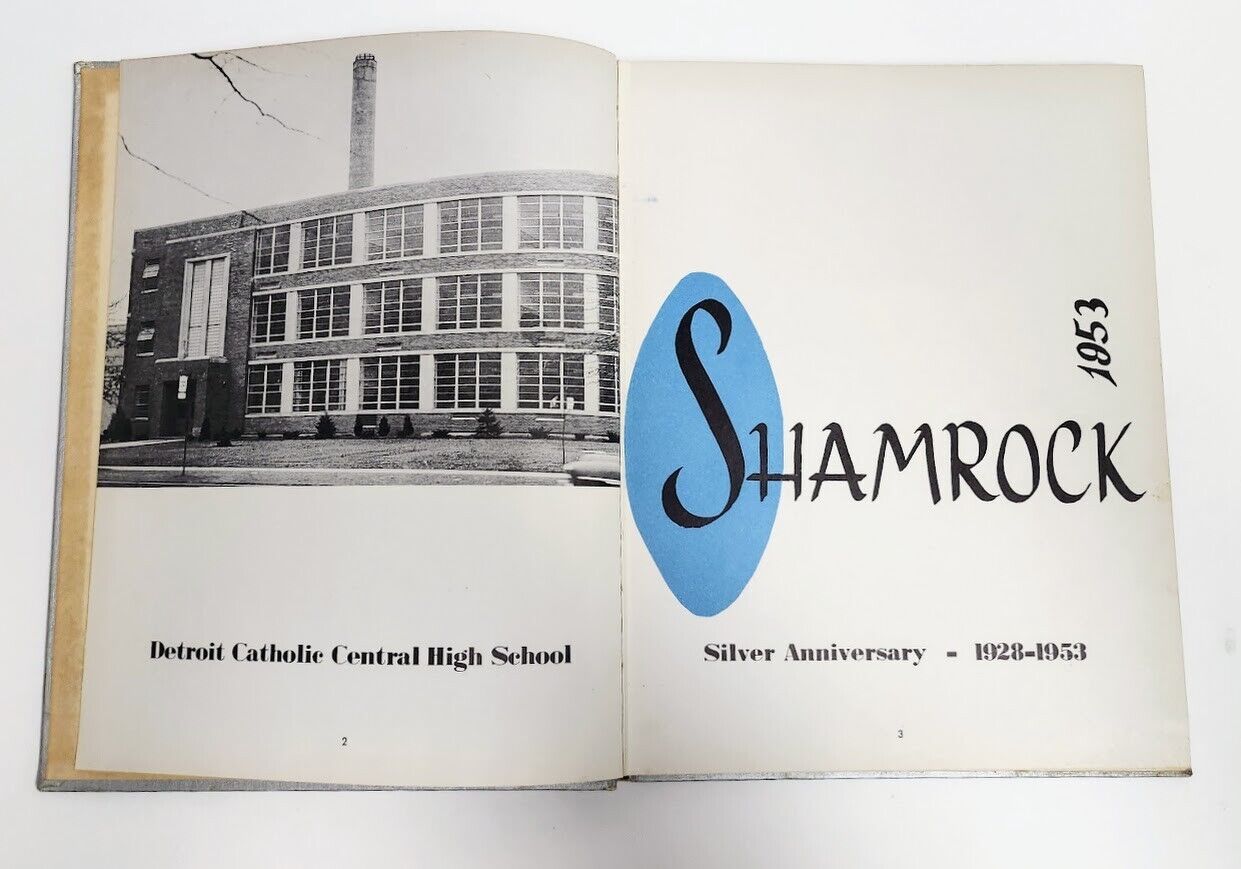 Detroit Catholic Central High School
2
1953
SHAMROCK
Silver Anniversary - 1928-1953
3